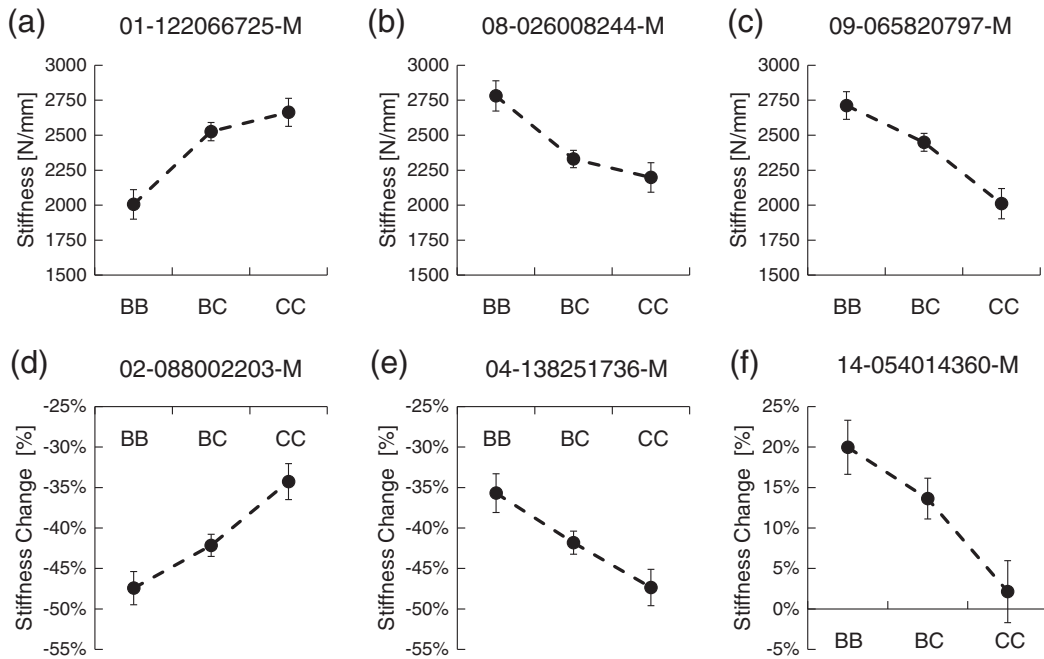 (a) 01-122066725-M
Stiffness [N/mm]
3000
2750
2500
2250
2000
1750
1500
BB BC CC
(b) 08-026008244-M
Stiffness [N/mm]
3000
2750
2500
2250
2000
1750
1500
BB BC CC
(c) 09-065820797-M
Stiffness [N/mm]
3000
2750
2500
2250
2000
1750
1500
BB BC CC
(d) 02-088002203-M
Stiffness Change [%]
-25%
-30%
-35%
-40%
-45%
-50%
-55%
BB BC CC
(e) 04-138251736-M
Stiffness Change [%]
-25%
-30%
-35%
-40%
-45%
-50%
-55%
BB BC CC
(f) 14-054014360-M
Stiffness Change [%]
25%
20%
15%
10%
5%
0%
-5%
BB BC CC